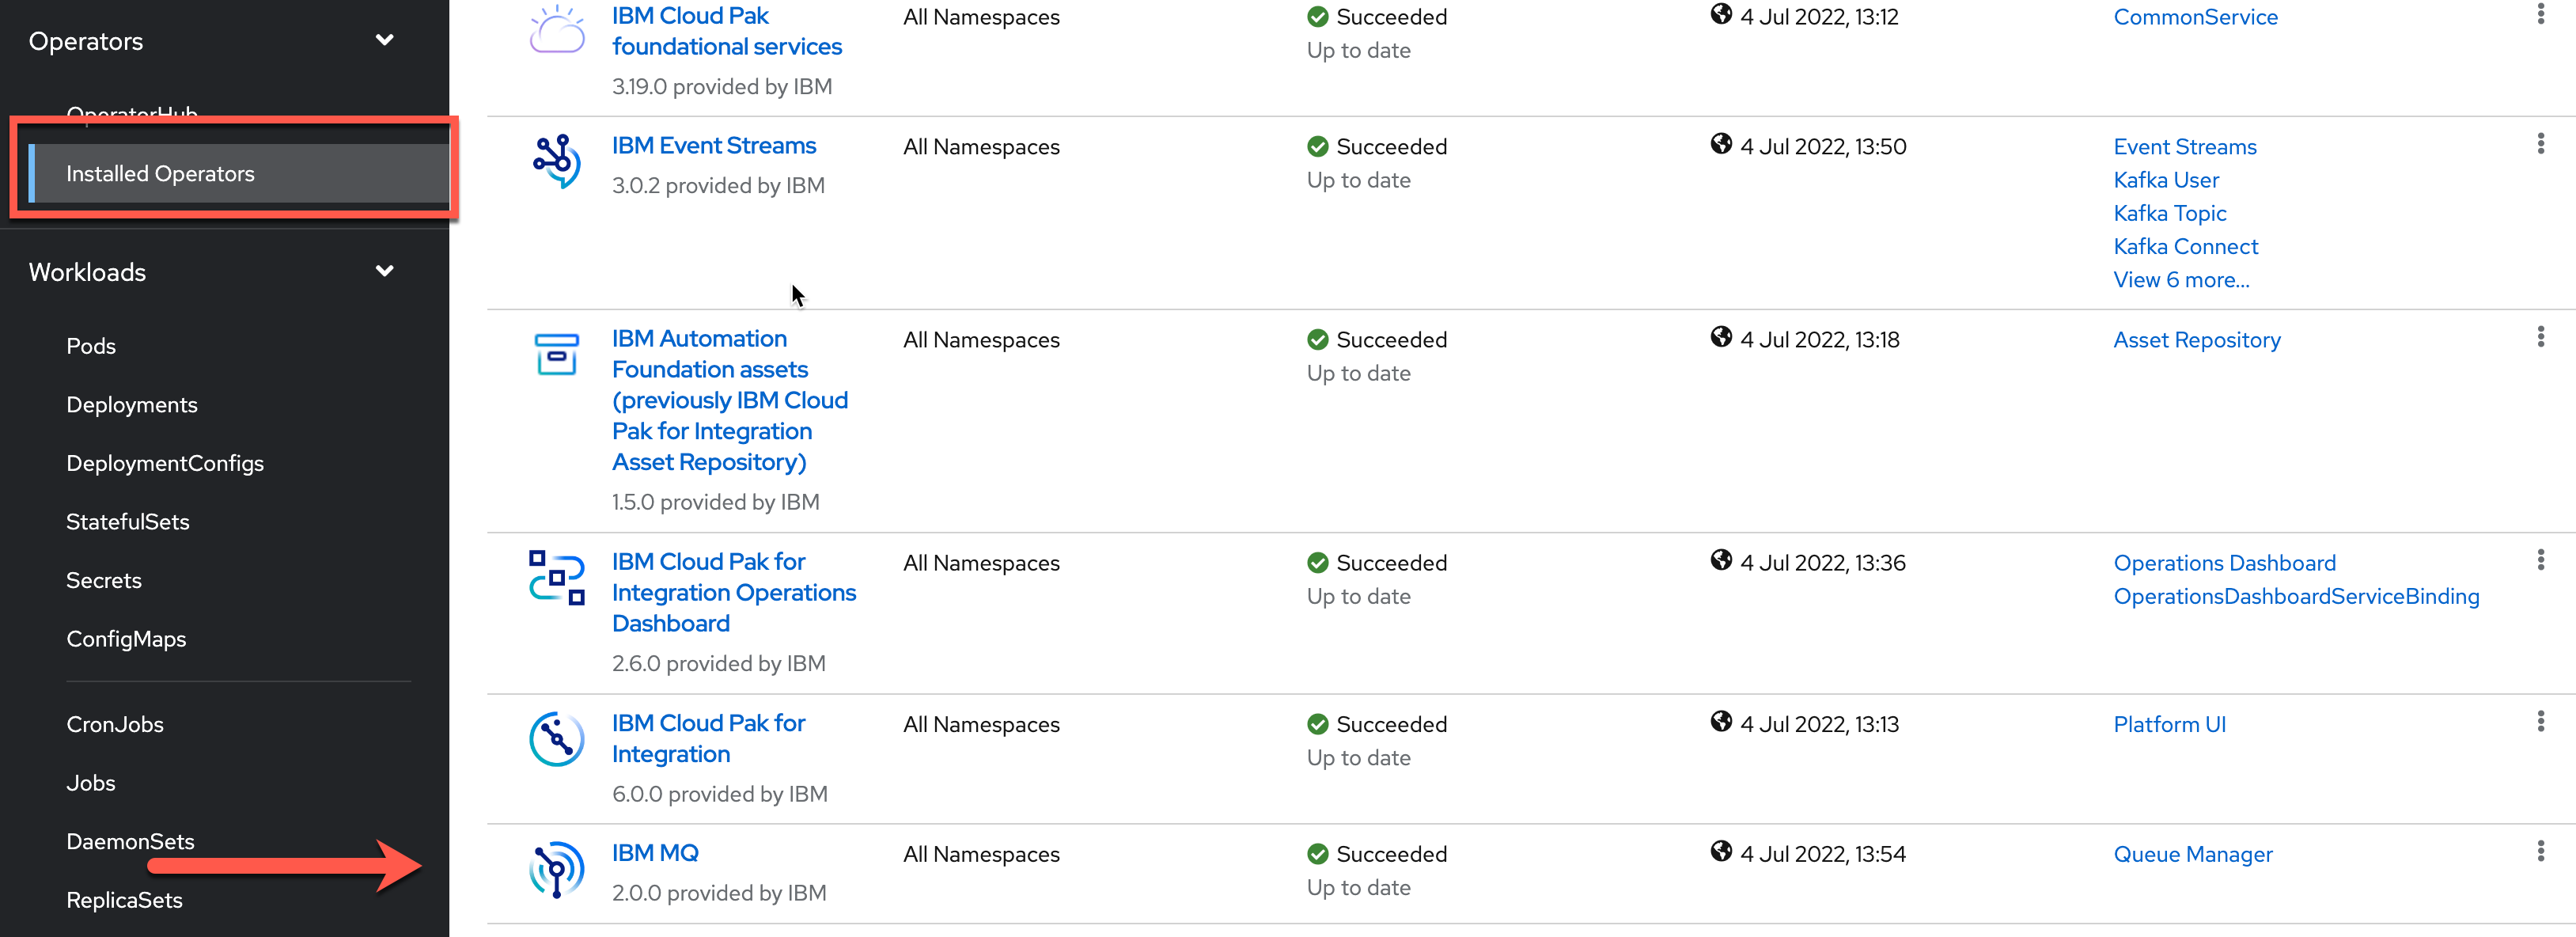 Operators
OperatorHub
Installed Operators
Workloads
Pods
Deployments
DeploymentConfigs
StatefulSets
Secrets
ConfigMaps
CronJobs
Jobs
DaemonSets
ReplicaSets
IBM Cloud Pak
foundational services
3.19.0 provided by IBM
All Namespaces
Succeeded
Up to date
4 Jul 2022, 13:12
CommonService
IBM Event Streams
3.0.2 provided by IBM
All Namespaces
Succeeded
Up to date
4 Jul 2022, 13:50
Event Streams
Kafka User
Kafka Topic
Kafka Connect
View 6 more...
IBM Automation
Foundation assets
(previously IBM Cloud
Pak for Integration
Asset Repository)
1.5.0 provided by IBM
All Namespaces
Succeeded
Up to date
4 Jul 2022, 13:18
Asset Repository
IBM Cloud Pak for
Integration Operations
Dashboard
2.6.0 provided by IBM
All Namespaces
Succeeded
Up to date
4 Jul 2022, 13:36
Operations Dashboard
OperationsDashboardServiceBinding
IBM Cloud Pak for
Integration
6.0.0 provided by IBM
All Namespaces
Succeeded
Up to date
4 Jul 2022, 13:13
Platform UI
IBM MQ
2.0.0 provided by IBM
All Namespaces
Succeeded
Up to date
4 Jul 2022, 13:54
Queue Manager